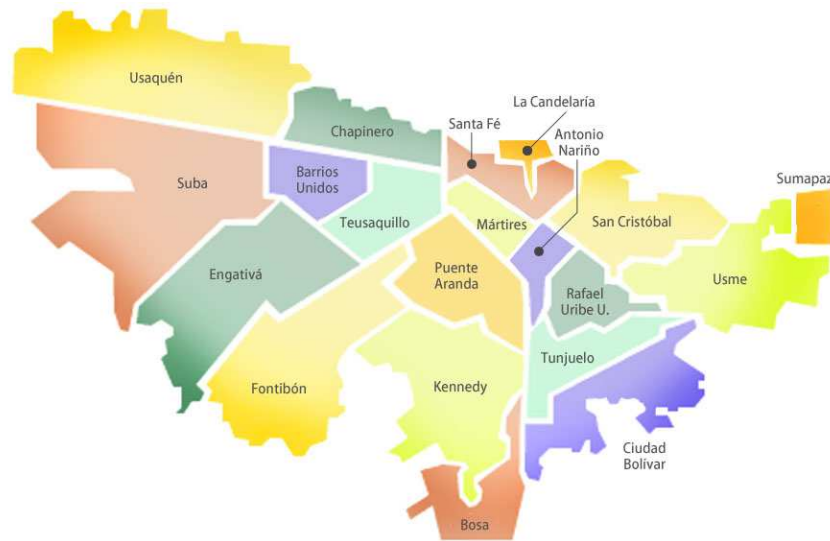 Usaquén
La Candelaría
Santa Fé
Antonio
Nariño
Chapinero
Barrios
Unidos
Suba
Sumapaz
Teusaquillo
Mártires
San Cristóbal
Engativá
Puente
Aranda
Usme
Rafael
Uribe U.
Tunjuelo
Fontibón
Kennedy
Ciudad
Bolívar
Bosa